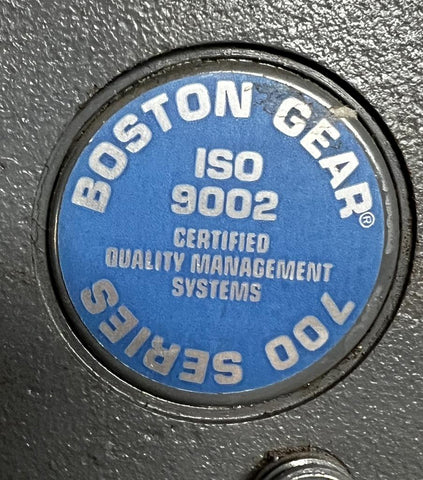 BOSTON GEAR®
ISO
9002
CERTIFIED
QUALITY MANAGEMENT
SYSTEMS
700 SERIES